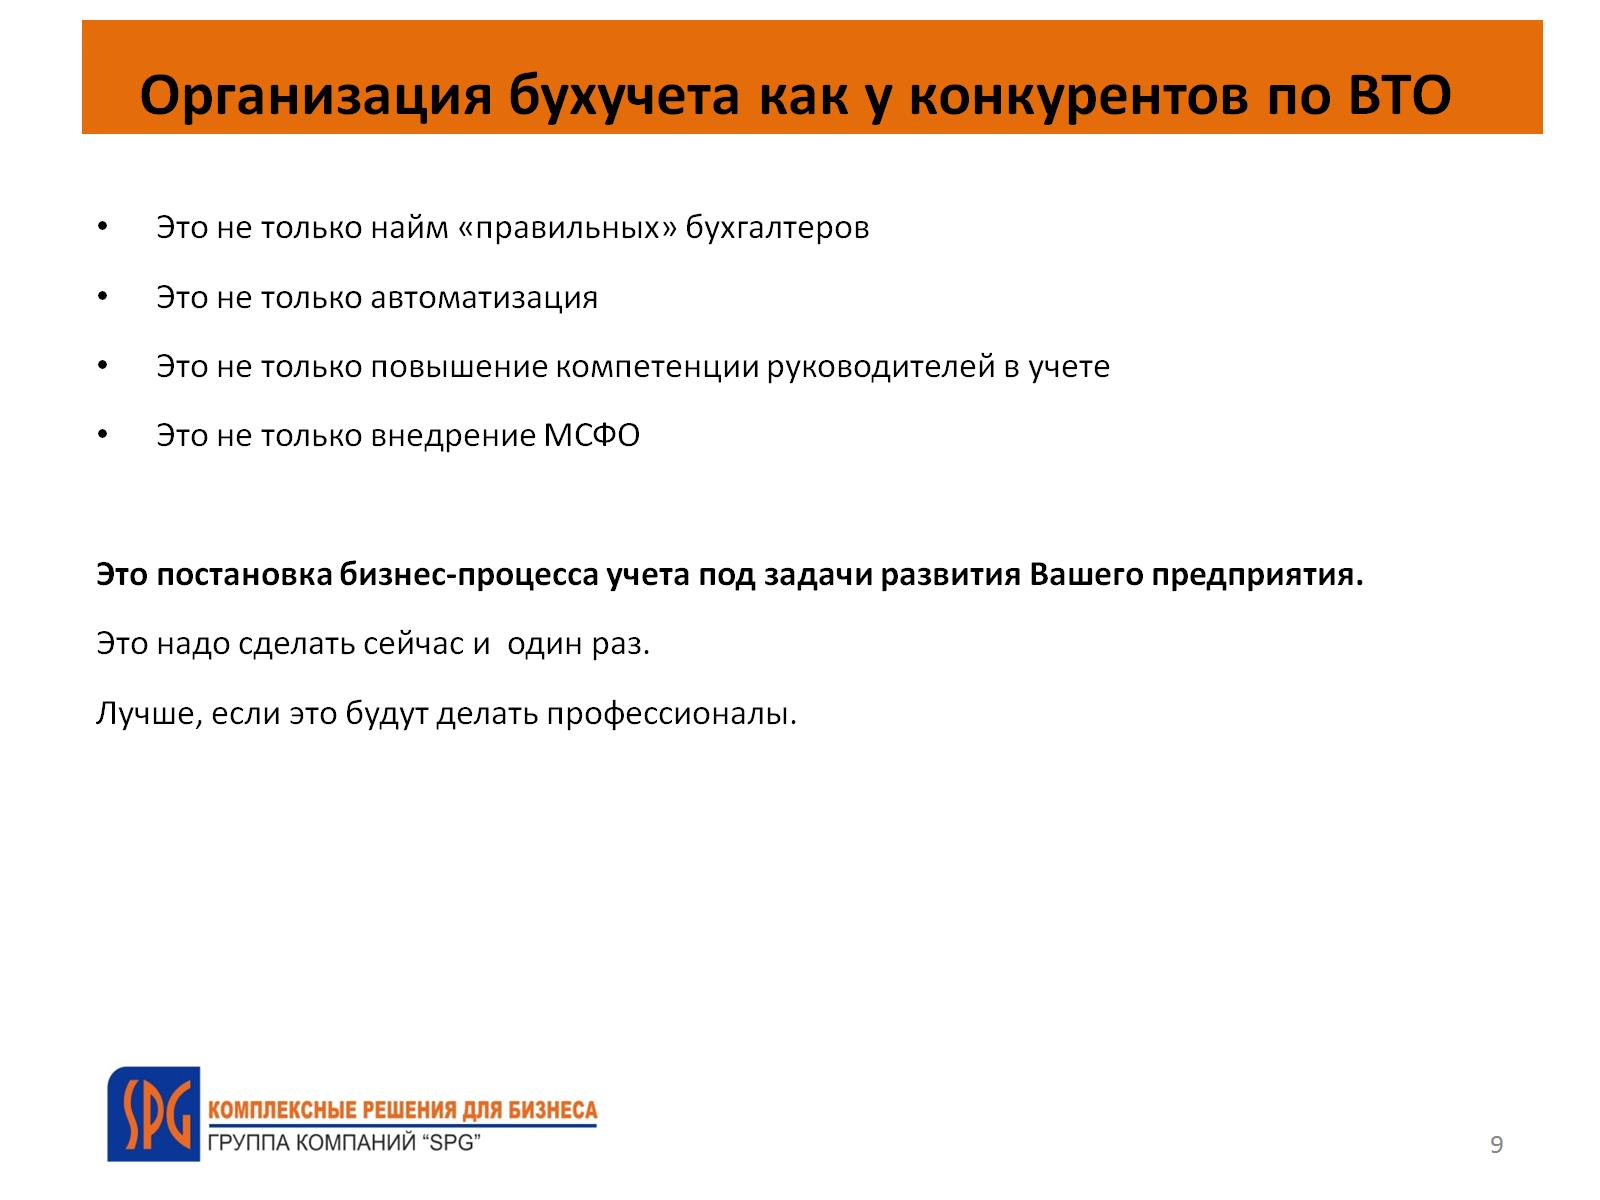 Организация бухучета как у конкурентов по ВТО
• Это не только найм «правильных» бухгалтеров
• Это не только автоматизация
• Это не только повышение компетенции руководителей в учете
• Это не только внедрение МСФО
Это постановка бизнес-процесса учета под задачи развития Вашего предприятия.
Это надо сделать сейчас и  один раз.
Лучше, если это будут делать профессионалы.
SPG
КОМПЛЕКСНЫЕ РЕШЕНИЯ ДЛЯ БИЗНЕСА
ГРУППА КОМПАНИЙ “SPG”
9